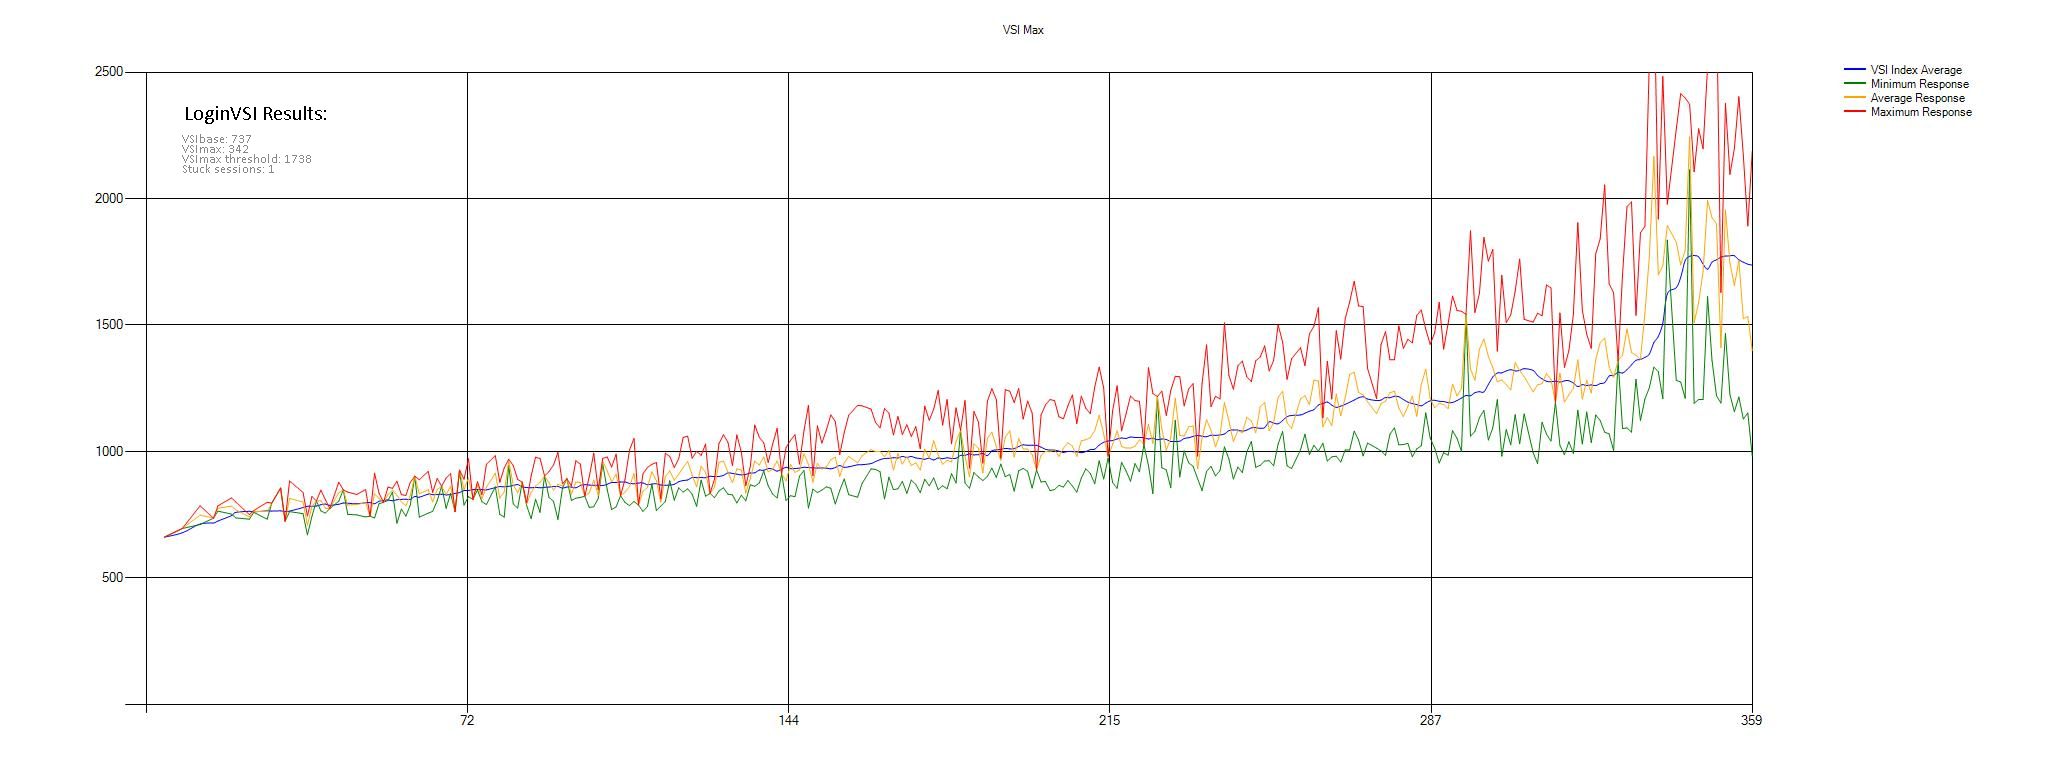 VSI Max
2500
2000
1500
1000
500
LoginVSI Results:
VSIbase: 737
VSImax: 342
VSImax threshold: 1738
Stuck sessions: 1
VSI Index Average
Minimum Response
Average Response
Maximum Response
72
144
215
287
359